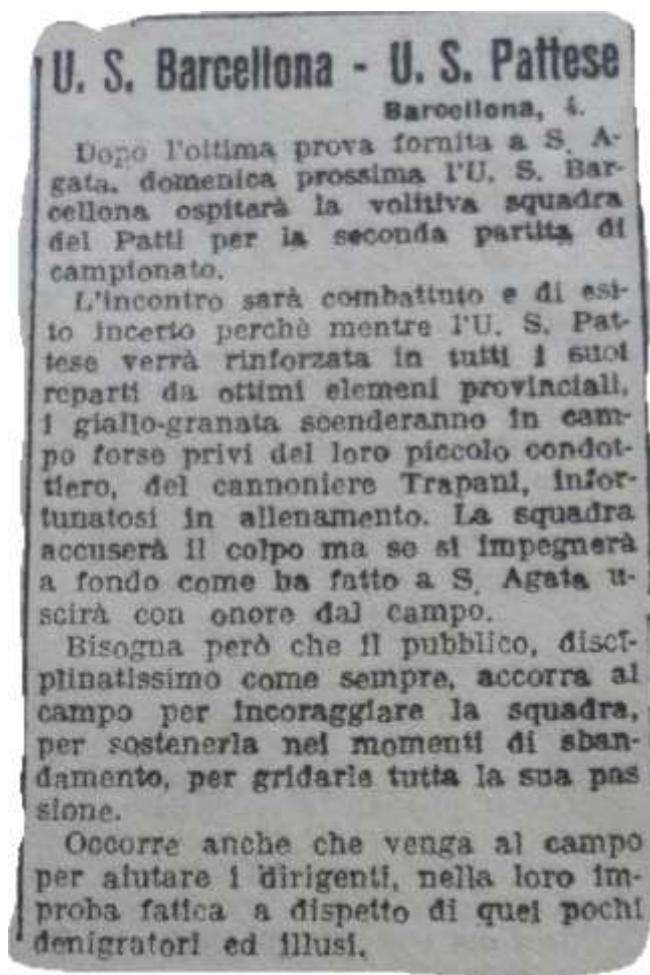 U. S. Barcellona - U. S. Pattese
Barcellona, 4.
Dopo l'oitima prova fornita a S. A-
gata, domenica prossima l'U. S. Bar-
cellona ospitarà la volitiva squadra
del Patti per la seconda partita di
campionato.
L'incontro sarà combattuto e di esi-
to incerto perchè mentre l'U. S. Pat-
tese verrà rinforzata in tutti i suoi
reparti da ottimi elemeni provinciali,
i giallo-granata scenderanno in cam-
po forse privi del loro piccolo condot-
tiero, del cannoniere Trapani, infor-
tunatosi in allenamento. La squadra
accuserà il colpo ma se si impegnerà
a fondo come ha fatto a S. Agata u-
scirà con onore dal campo.
Bisogna però che il pubblico, disci-
plinatissimo come sempre, accorra al
campo per incoraggiare la squadra,
per sostenerla nei momenti di sban-
damento, per gridarle tutta la sua pas
sione.
Occorre anche che venga al campo
per aiutare i dirigenti, nella loro im-
proba fatica a dispetto di quei pochi
denigratori ed illusi.